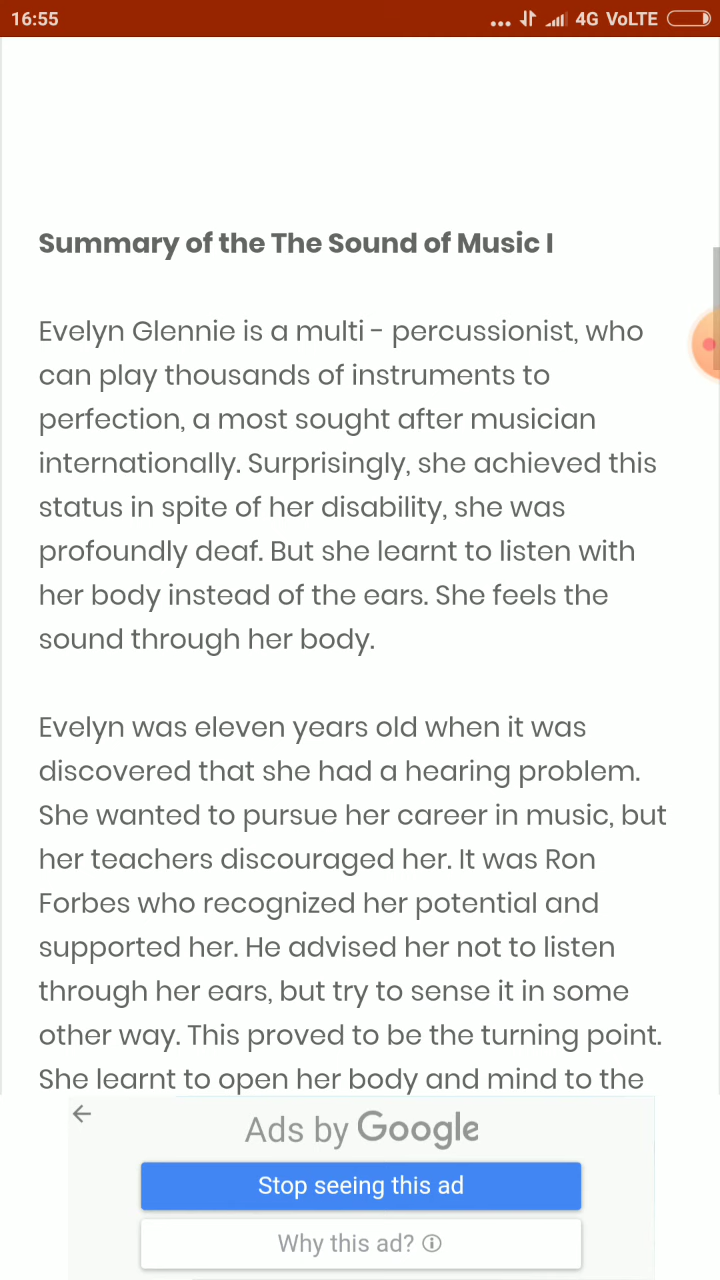 16:55
... 4G VoLTE
Summary of the The Sound of Music I
Evelyn Glennie is a multi - percussionist, who
can play thousands of instruments to
perfection, a most sought after musician
internationally. Surprisingly, she achieved this
status in spite of her disability, she was
profoundly deaf. But she learnt to listen with
her body instead of the ears. She feels the
sound through her body.
Evelyn was eleven years old when it was
discovered that she had a hearing problem.
She wanted to pursue her career in music, but
her teachers discouraged her. It was Ron
Forbes who recognized her potential and
supported her. He advised her not to listen
through her ears, but try to sense it in some
other way. This proved to be the turning point.
She learnt to open her body and mind to the
Ads by Google
Stop seeing this ad
Why this ad?